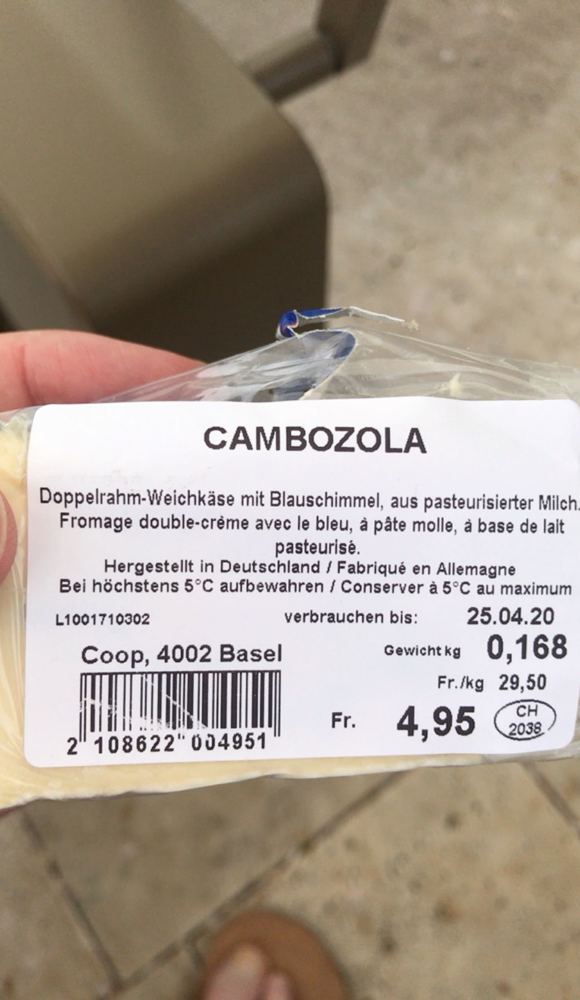 CAMBOZOLA
Doppelrahm-Weichkäse mit Blauschimmel, aus pasteurisierter Milch.
Fromage double-crème avec le bleu, à pâte molle, à base de lait
pasteurisé.
Hergestellt in Deutschland / Fabriqué en Allemagne
Bei höchstens 5°C aufbewahren / Conserver à 5°C au maximum
L1001710302 verbrauchen bis: 25.04.20
Coop, 4002 Basel Gewicht kg 0,168
Fr./kg 29,50
Fr. 4,95 CH
2038
2 108622 004951